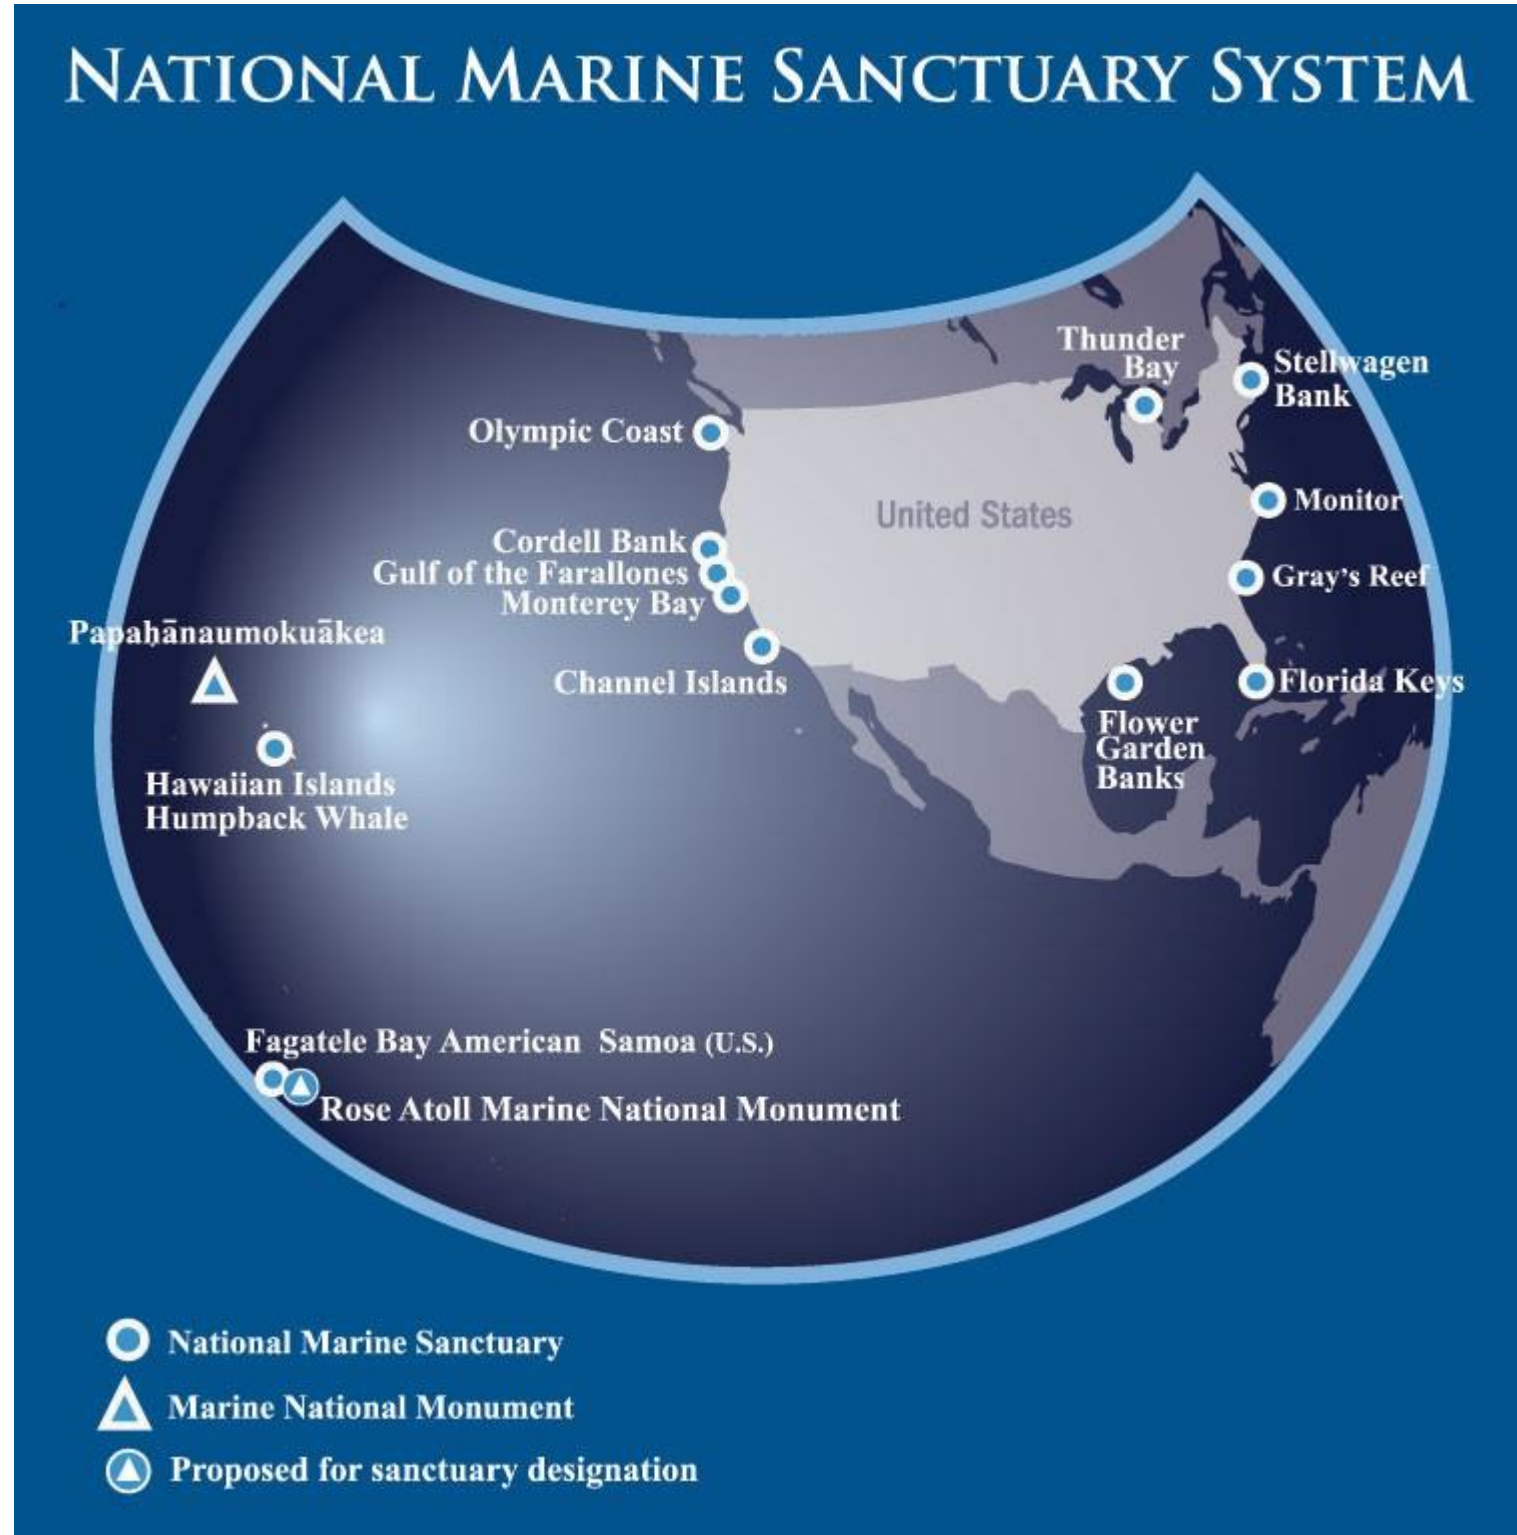 NATIONAL MARINE SANCTUARY SYSTEM
Thunder
Bay
Stellwagen
Bank
Olympic Coast
Monitor
United States
Cordell Bank
Gulf of the Farallones
Monterey Bay
Gray's Reef
Papahānaumokuākea
Channel Islands
Florida Keys
Flower
Garden
Banks
Hawaiian Islands
Humpback Whale
Fagatele Bay American Samoa (U.S.)
Rose Atoll Marine National Monument
National Marine Sanctuary
Marine National Monument
Proposed for sanctuary designation